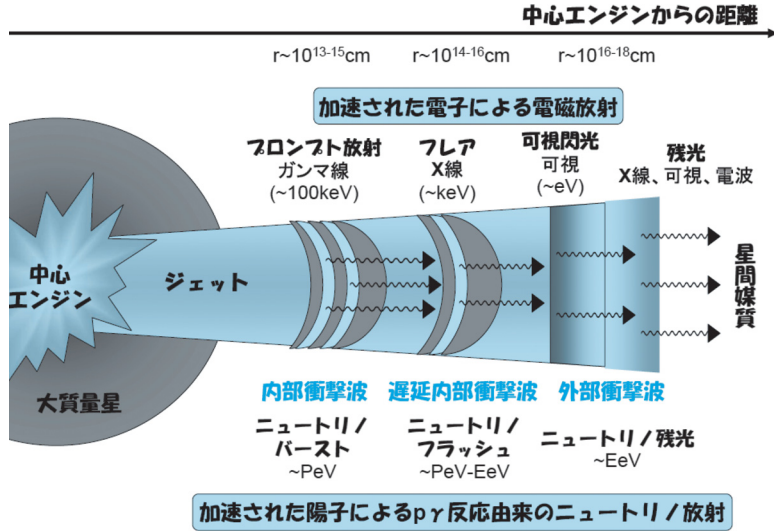 中心エンジンからの距離
r~10¹³⁻¹⁵cm
r~10¹⁴⁻¹⁶cm
r~10¹⁶⁻¹⁸cm
加速された電子による電磁放射
プロンプト放射
ガンマ線
(~100keV)
フレア
X線
(~keV)
可視閃光
可視
(~eV)
残光
X線、可視、電波
中心
エンジン
ジェット
星間媒質
大質量星
内部衝撃波
遅延内部衝撃波
外部衝撃波
ニュートリノ
バースト
~PeV
ニュートリノ
フラッシュ
~PeV-EeV
ニュートリノ残光
~EeV
加速された陽子によるpγ反応由来のニュートリノ放射